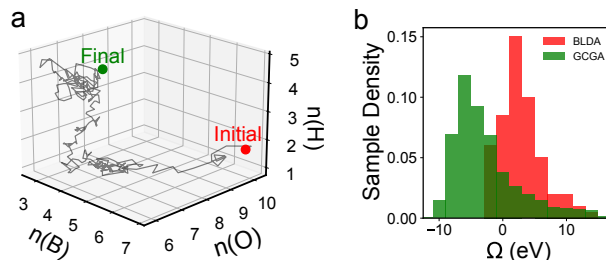 a
Final
Initial
5
4
3
2
1
n(H)
3
4
5
6
7
n(B)
6
7
8
9
10
n(O)
b
BLDA
GCGA
0.15
0.10
0.05
0.00
Sample Density
−10
0
10
Ω (eV)